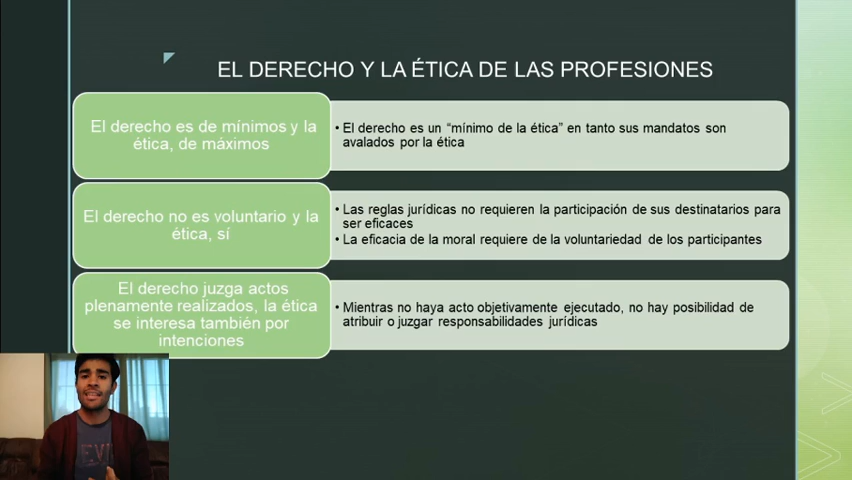 EL DERECHO Y LA ÉTICA DE LAS PROFESIONES
El derecho es de mínimos y la
ética, de máximos
• El derecho es un “mínimo de la ética” en tanto sus mandatos son
avalados por la ética
El derecho no es voluntario y la
ética, sí
• Las reglas jurídicas no requieren la participación de sus destinatarios para
ser eficaces
• La eficacia de la moral requiere de la voluntariedad de los participantes
El derecho juzga actos
plenamente realizados, la ética
se interesa también por
intenciones
• Mientras no haya acto objetivamente ejecutado, no hay posibilidad de
atribuir o juzgar responsabilidades jurídicas